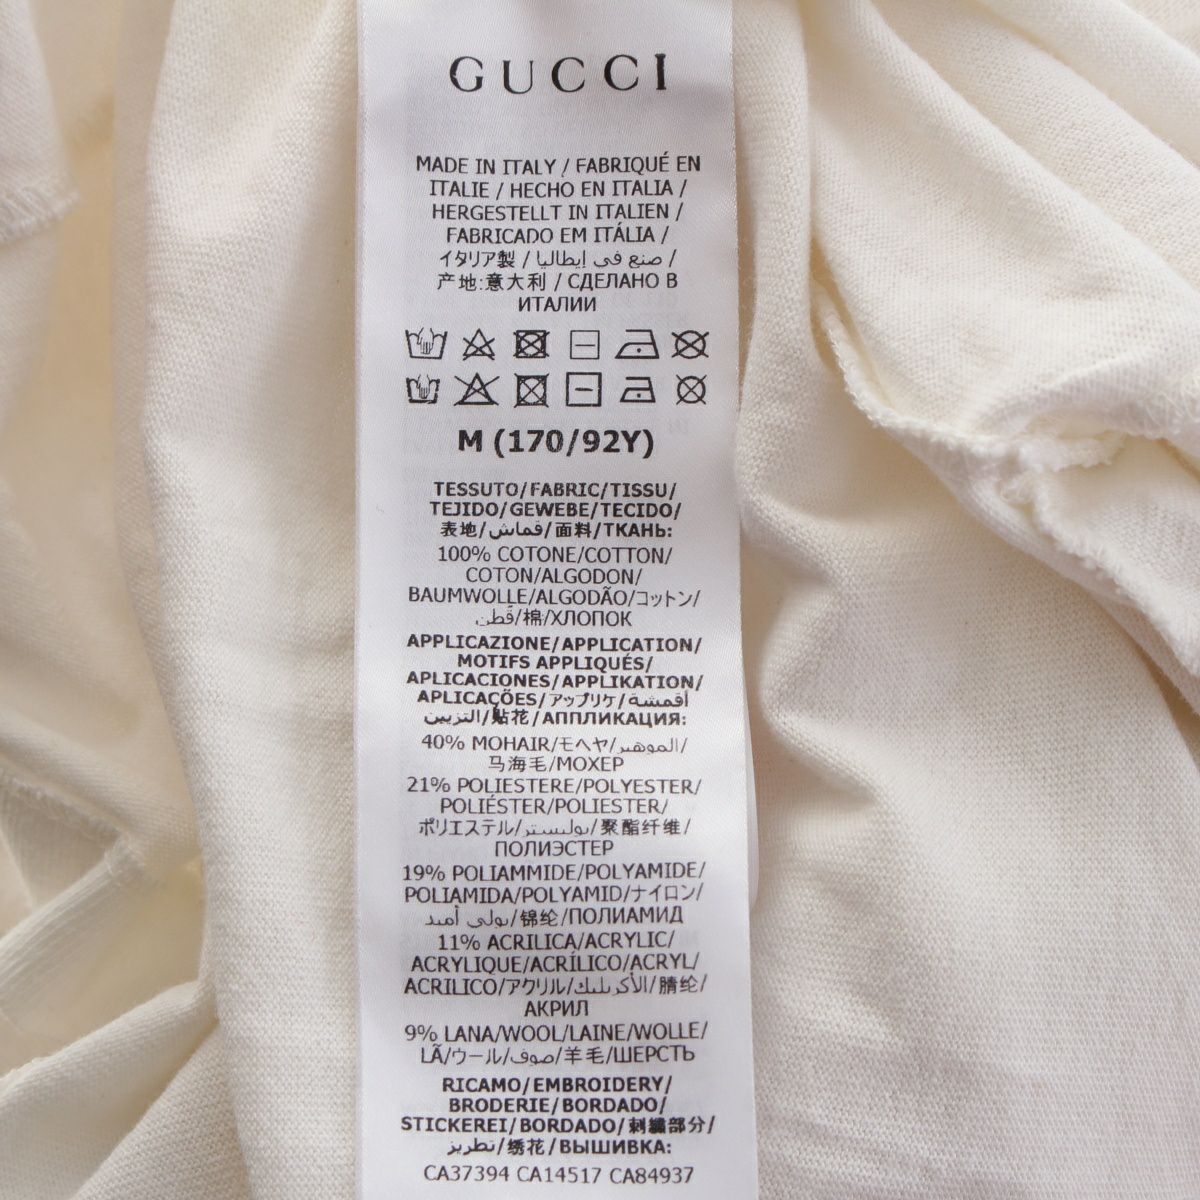 GUCCI
MADE IN ITALY / FABRIQUÉ EN
ITALIE / HECHO EN ITALIA /
HERGESTELLT IN ITALIEN /
FABRICADO EM ITÁLIA /
イタリア製 / صنع في إيطاليا /
产地:意大利 / СДЕЛАНО В
ИТАЛИИ
M (170/92Y)
TESSUTO/FABRIC/TISSU/
TEJIDO/GEWEBE/TECIDO/
表地/قماش/面料/ТКАНЬ:
100% COTONE/COTTON/
COTON/ALGODON/
BAUMWOLLE/ALGODÃO/コットン/
قطن/棉/ХЛОПОК
APPLICAZIONE/APPLICATION/
MOTIFS APPLIQUÉS/
APLICACIONES/APPLIKATION/
APLICAÇÕES/アップリケ/أقمشة
التزيين/贴花/АППЛИКАЦИЯ:
40% MOHAIR/モヘヤ/الموهير/
马海毛/МОХЕР
21% POLIESTERE/POLYESTER/
POLIÉSTER/POLIESTER/
ポリエステル/بوليستر/聚酯纤维/
ПОЛИЭСТЕР
19% POLIAMMIDE/POLYAMIDE/
POLIAMIDA/POLYAMID/ナイロン/
بولي أميد/锦纶/ПОЛИАМИД
11% ACRILICA/ACRYLIC/
ACRYLIQUE/ACRÍLICO/ACRYL/
ACRILICO/アクリル/الأكريليك/腈纶/
АКРИЛ
9% LANA/WOOL/LAINE/WOLLE/
LÃ/ウール/صوف/羊毛/ШЕРСТЬ
RICAMO/EMBROIDERY/
BRODERIE/BORDADO/
STICKEREI/BORDADO/刺繍部分/
تطريز/绣花/ВЫШИВКА:
CA37394 CA14517 CA84937